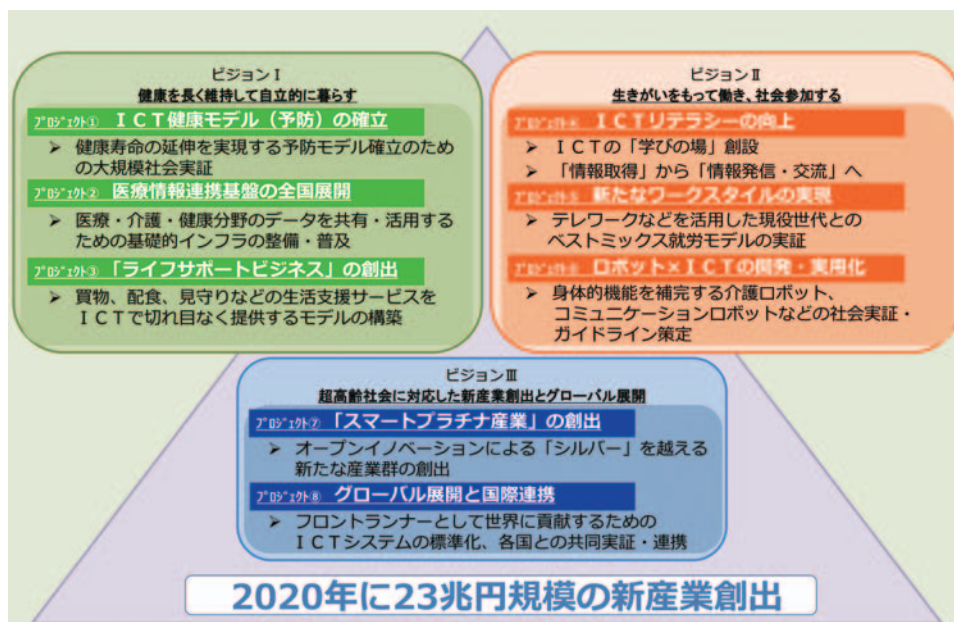 ビジョンⅠ
健康を長く維持して自立的に暮らす
ﾌﾟﾛｼﾞｪｸﾄ① ＩＣＴ健康モデル（予防）の確立
➢ 健康寿命の延伸を実現する予防モデル確立のため
の大規模社会実証
ﾌﾟﾛｼﾞｪｸﾄ② 医療情報連携基盤の全国展開
➢ 医療・介護・健康分野のデータを共有・活用する
ための基礎的インフラの整備・普及
ﾌﾟﾛｼﾞｪｸﾄ③ 「ライフサポートビジネス」の創出
➢ 買物、配食、見守りなどの生活支援サービスを
ＩＣＴで切れ目なく提供するモデルの構築
ビジョンⅡ
生きがいをもって働き、社会参加する
ﾌﾟﾛｼﾞｪｸﾄ④ ＩＣＴリテラシーの向上
➢ ＩＣＴの「学びの場」創設
➢ 「情報取得」から「情報発信・交流」へ
ﾌﾟﾛｼﾞｪｸﾄ⑤ 新たなワークスタイルの実現
➢ テレワークなどを活用した現役世代との
ベストミックス就労モデルの実証
ﾌﾟﾛｼﾞｪｸﾄ⑥ ロボット×ＩＣＴの開発・実用化
➢ 身体的機能を補完する介護ロボット、
コミュニケーションロボットなどの社会実証・
ガイドライン策定
ビジョンⅢ
超高齢社会に対応した新産業創出とグローバル展開
ﾌﾟﾛｼﾞｪｸﾄ⑦ 「スマートプラチナ産業」の創出
➢ オープンイノベーションによる「シルバー」を越える
新たな産業群の創出
ﾌﾟﾛｼﾞｪｸﾄ⑧ グローバル展開と国際連携
➢ フロントランナーとして世界に貢献するための
ＩＣＴシステムの標準化、各国との共同実証・連携
2020年に23兆円規模の新産業創出